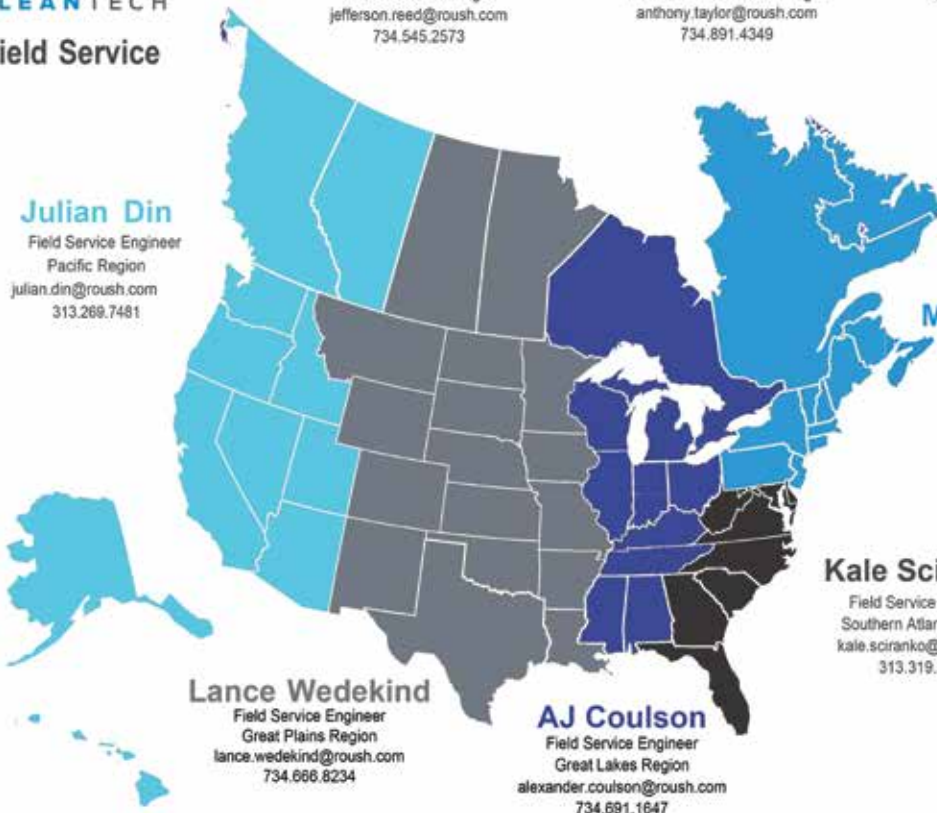 LEANTECH
ield Service
jefferson.reed@roush.com
734.545.2573
anthony.taylor@roush.com
734.891.4349
Julian Din
Field Service Engineer
Pacific Region
julian.din@roush.com
313.269.7481
M
Kale Sci
Field Service
Southern Atlan
kale.sciranko@
313.319.
Lance Wedekind
Field Service Engineer
Great Plains Region
lance.wedekind@roush.com
734.666.8234
AJ Coulson
Field Service Engineer
Great Lakes Region
alexander.coulson@roush.com
734.691.1647